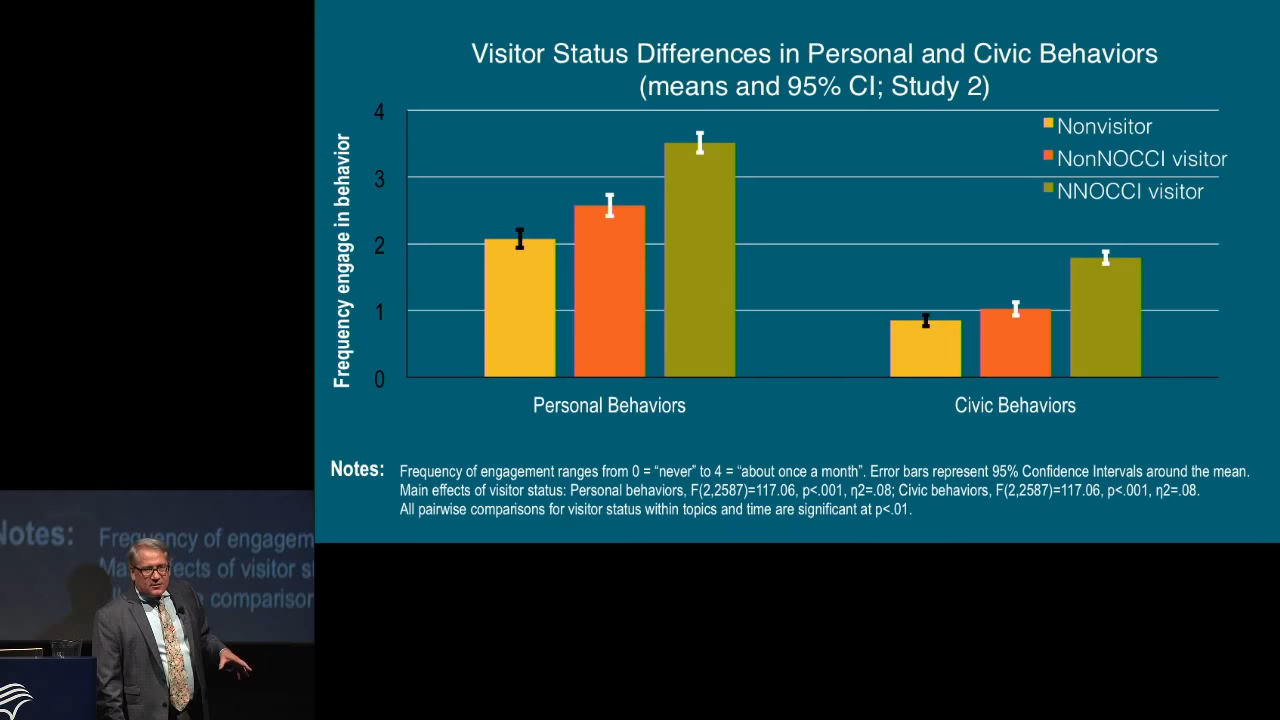 Visitor Status Differences in Personal and Civic Behaviors
(means and 95% CI; Study 2)
Frequency engage in behavior
4
3
2
1
0
Nonvisitor
NonNOCCI visitor
NNOCCI visitor
Personal Behaviors
Civic Behaviors
Notes:
Frequency of engagement ranges from 0 = “never” to 4 = “about once a month”. Error bars represent 95% Confidence Intervals around the mean.
Main effects of visitor status: Personal behaviors, F(2,2587)=117.06, p<.001, η2=.08; Civic behaviors, F(2,2587)=117.06, p<.001, η2=.08.
All pairwise comparisons for visitor status within topics and time are significant at p<.01.
Notes:
Frequency of engagem
Ma ects of visitor s
comparison